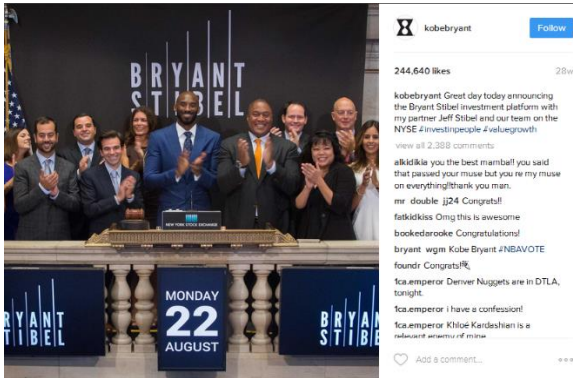 BRYANT
STIBEL
NEW YORK STOCK EXCHANGE
MONDAY
22
AUGUST
RYANT
TIBEL
BRYA
STIB
kobebryant
Follow
244,640 likes
28w
kobebryant Great day today announcing
the Bryant Stibel investment platform with
my partner Jeff Stibel and our team on the
NYSE #investinpeople #valuegrowth
view all 2,388 comments
alkidikia you the best mamba!! you said
that passed your muse but you re my muse
on everything!!thank you man.
mr_double_jj24 Congrats!!
fatkidkiss Omg this is awesome
bookedarooke Congratulations!
bryant_wgm Kobe Bryant #NBAVOTE
foundr Congrats!
1ca.emperor Denver Nuggets are in DTLA,
tonight.
1ca.emperor i have a confession!
1ca.emperor Khloé Kardashian is a
relevant enemy of mine
Add a comment...